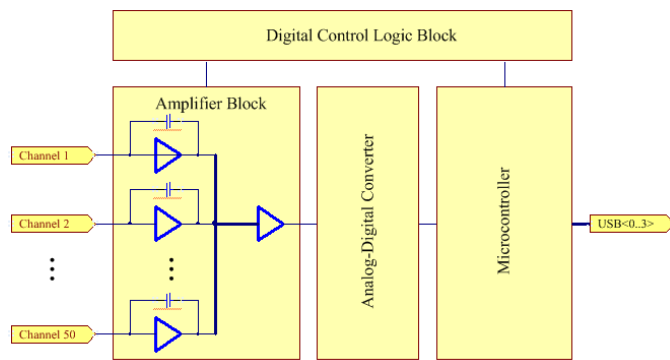 Digital Control Logic Block
Amplifier Block
Channel 1
Channel 2
Channel 50
Analog-Digital Converter
Microcontroller
USB<0..3>